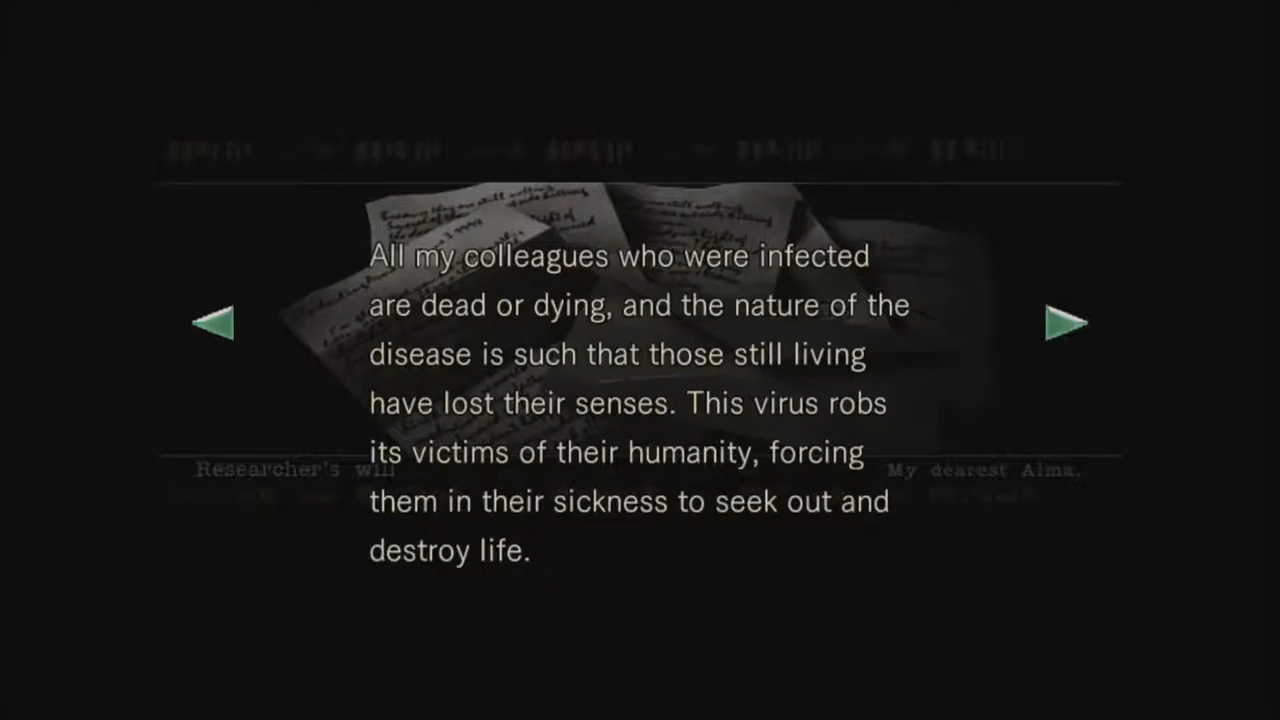 All my colleagues who were infected
are dead or dying, and the nature of the
disease is such that those still living
have lost their senses. This virus robs
its victims of their humanity, forcing
Researcher's will
My dearest Alma,
them in their sickness to seek out and
destroy life.